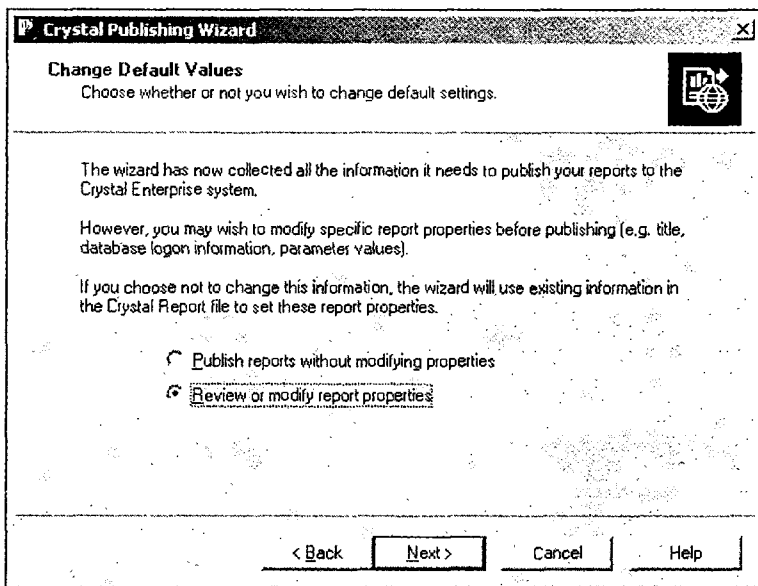 Crystal Publishing Wizard
Change Default Values
Choose whether or not you wish to change default settings.
The wizard has now collected all the information it needs to publish your reports to the
Crystal Enterprise system.
However, you may wish to modify specific report properties before publishing (e.g. title,
database logon information, parameter values).
If you choose not to change this information, the wizard will use existing information in
the Crystal Report file to set these report properties.
Publish reports without modifying properties
Review or modify report properties
< Back Next > Cancel Help